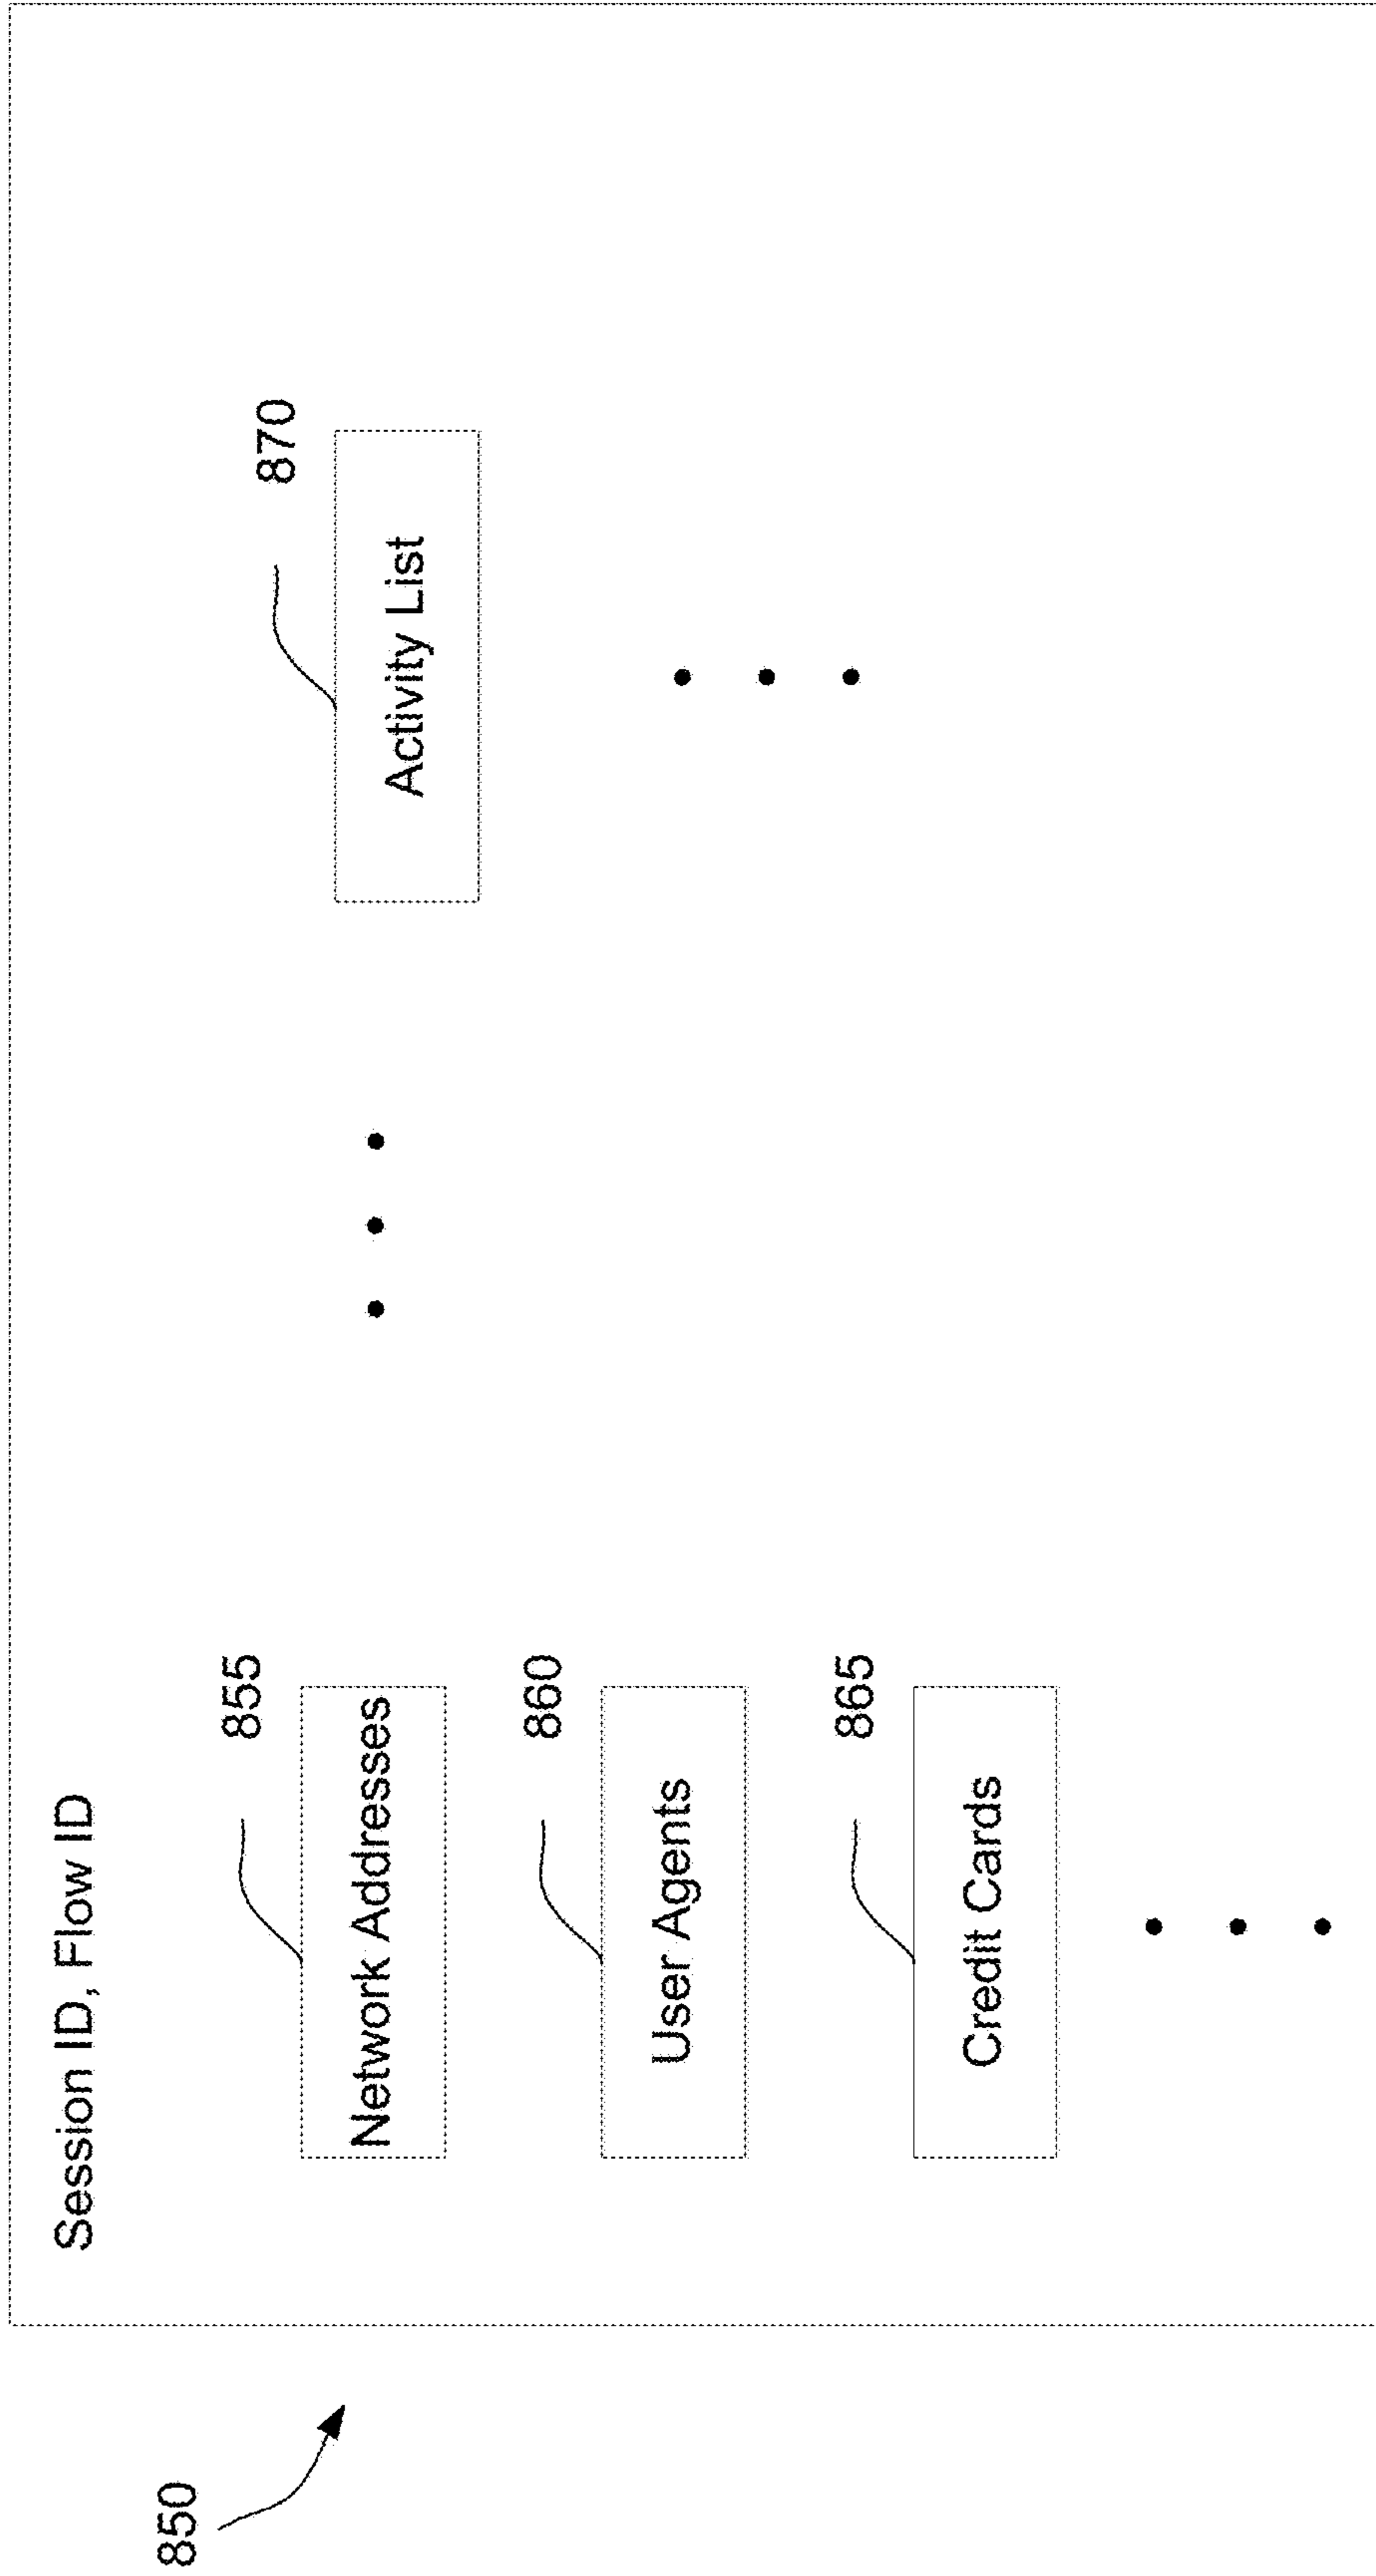 850
Session ID, Flow ID
855
Network Addresses
860
User Agents
865
Credit Cards
870
Activity List